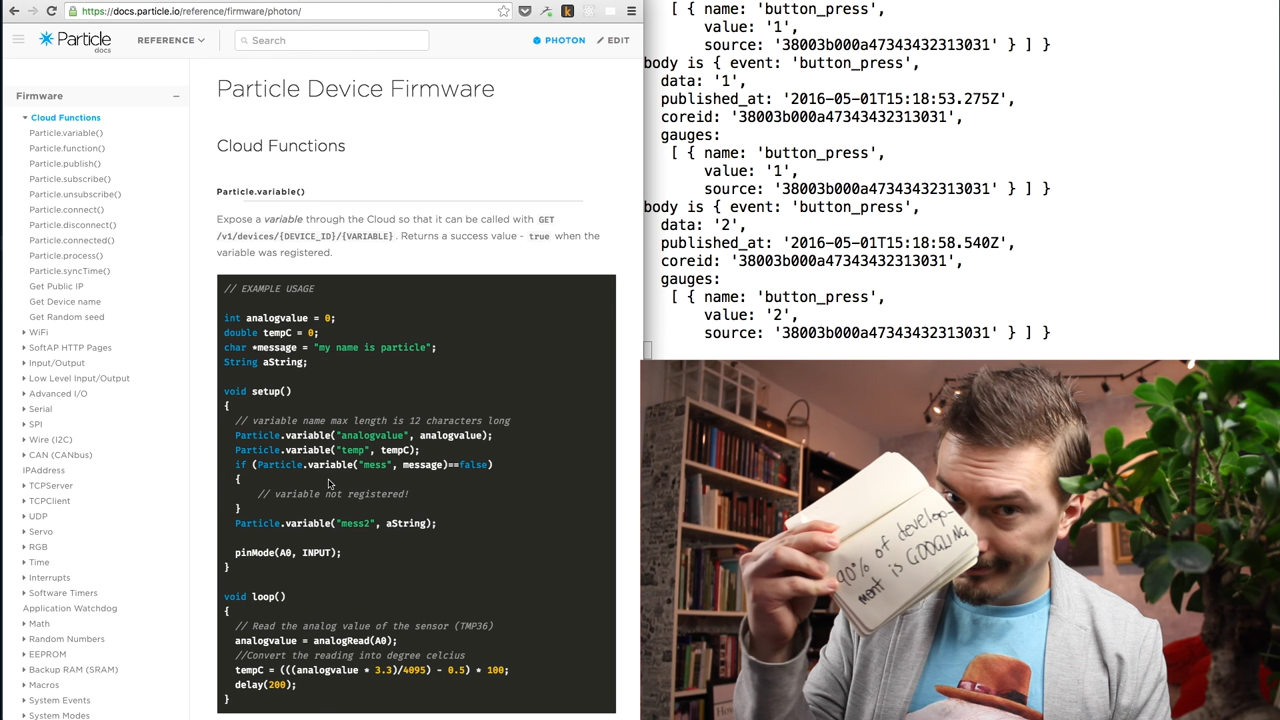 https://docs.particle.io/reference/firmware/photon/
Particle
docs
REFERENCE
Search
PHOTON
EDIT
Firmware
Cloud Functions
Particle.variable()
Particle.function()
Particle.publish()
Particle.subscribe()
Particle.unsubscribe()
Particle.connect()
Particle.disconnect()
Particle.connected()
Particle.process()
Particle.syncTime()
Get Public IP
Get Device name
Get Random seed
WiFi
SoftAP HTTP Pages
Input/Output
Low Level Input/Output
Advanced I/O
Serial
SPI
Wire (I2C)
CAN (CANbus)
IPAddress
TCPServer
TCPClient
UDP
Servo
RGB
Time
Interrupts
Software Timers
Application Watchdog
Math
Random Numbers
EEPROM
Backup RAM (SRAM)
Macros
System Events
System Modes
Particle Device Firmware
Cloud Functions
Particle.variable()
Expose a variable through the Cloud so that it can be called with GET
/v1/devices/{DEVICE_ID}/{VARIABLE}. Returns a success value - true when the
variable was registered.
// EXAMPLE USAGE
int analogvalue = 0;
double tempC = 0;
char *message = "my name is particle";
String aString;
void setup()
{
// variable name max length is 12 characters long
Particle.variable("analogvalue", analogvalue);
Particle.variable("temp", tempC);
if (Particle.variable("mess", message)==false)
{
// variable not registered!
}
Particle.variable("mess2", aString);
pinMode(A0, INPUT);
}
void loop()
{
// Read the analog value of the sensor (TMP36)
analogvalue = analogRead(A0);
//Convert the reading into degree celcius
tempC = (((analogvalue * 3.3)/4095) - 0.5) * 100;
delay(200);
}
[ { name: 'button_press',
value: '1',
source: '38003b000a47343432313031' } ] }
body is { event: 'button_press',
data: '1',
published_at: '2016-05-01T15:18:53.275Z',
coreid: '38003b000a47343432313031',
gauges:
[ { name: 'button_press',
value: '1',
source: '38003b000a47343432313031' } ] }
body is { event: 'button_press',
data: '2',
published_at: '2016-05-01T15:18:58.540Z',
coreid: '38003b000a47343432313031',
gauges:
[ { name: 'button_press',
value: '2',
source: '38003b000a47343432313031' } ] }
90% of develop-
ment is GOOGLING